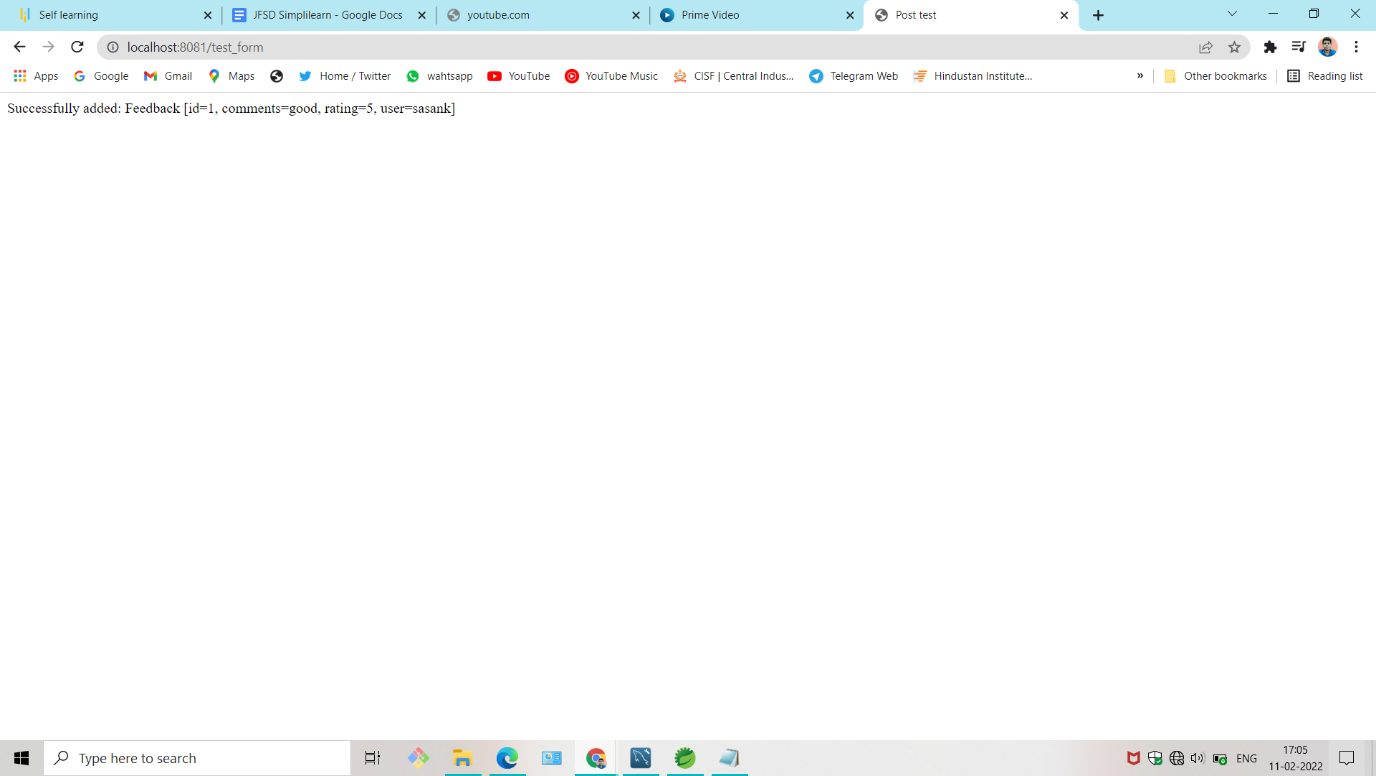 Self learning
JFSD Simplilearn - Google Docs
youtube.com
Prime Video
Post test
localhost:8081/test_form
Apps
Google
Gmail
Maps
Home / Twitter
wahtsapp
YouTube
YouTube Music
CISF | Central Indus...
Telegram Web
Hindustan Institute...
»
Other bookmarks
Reading list
Successfully added: Feedback [id=1, comments=good, rating=5, user=sasank]
Type here to search
ENG
17:05
11-02-2022